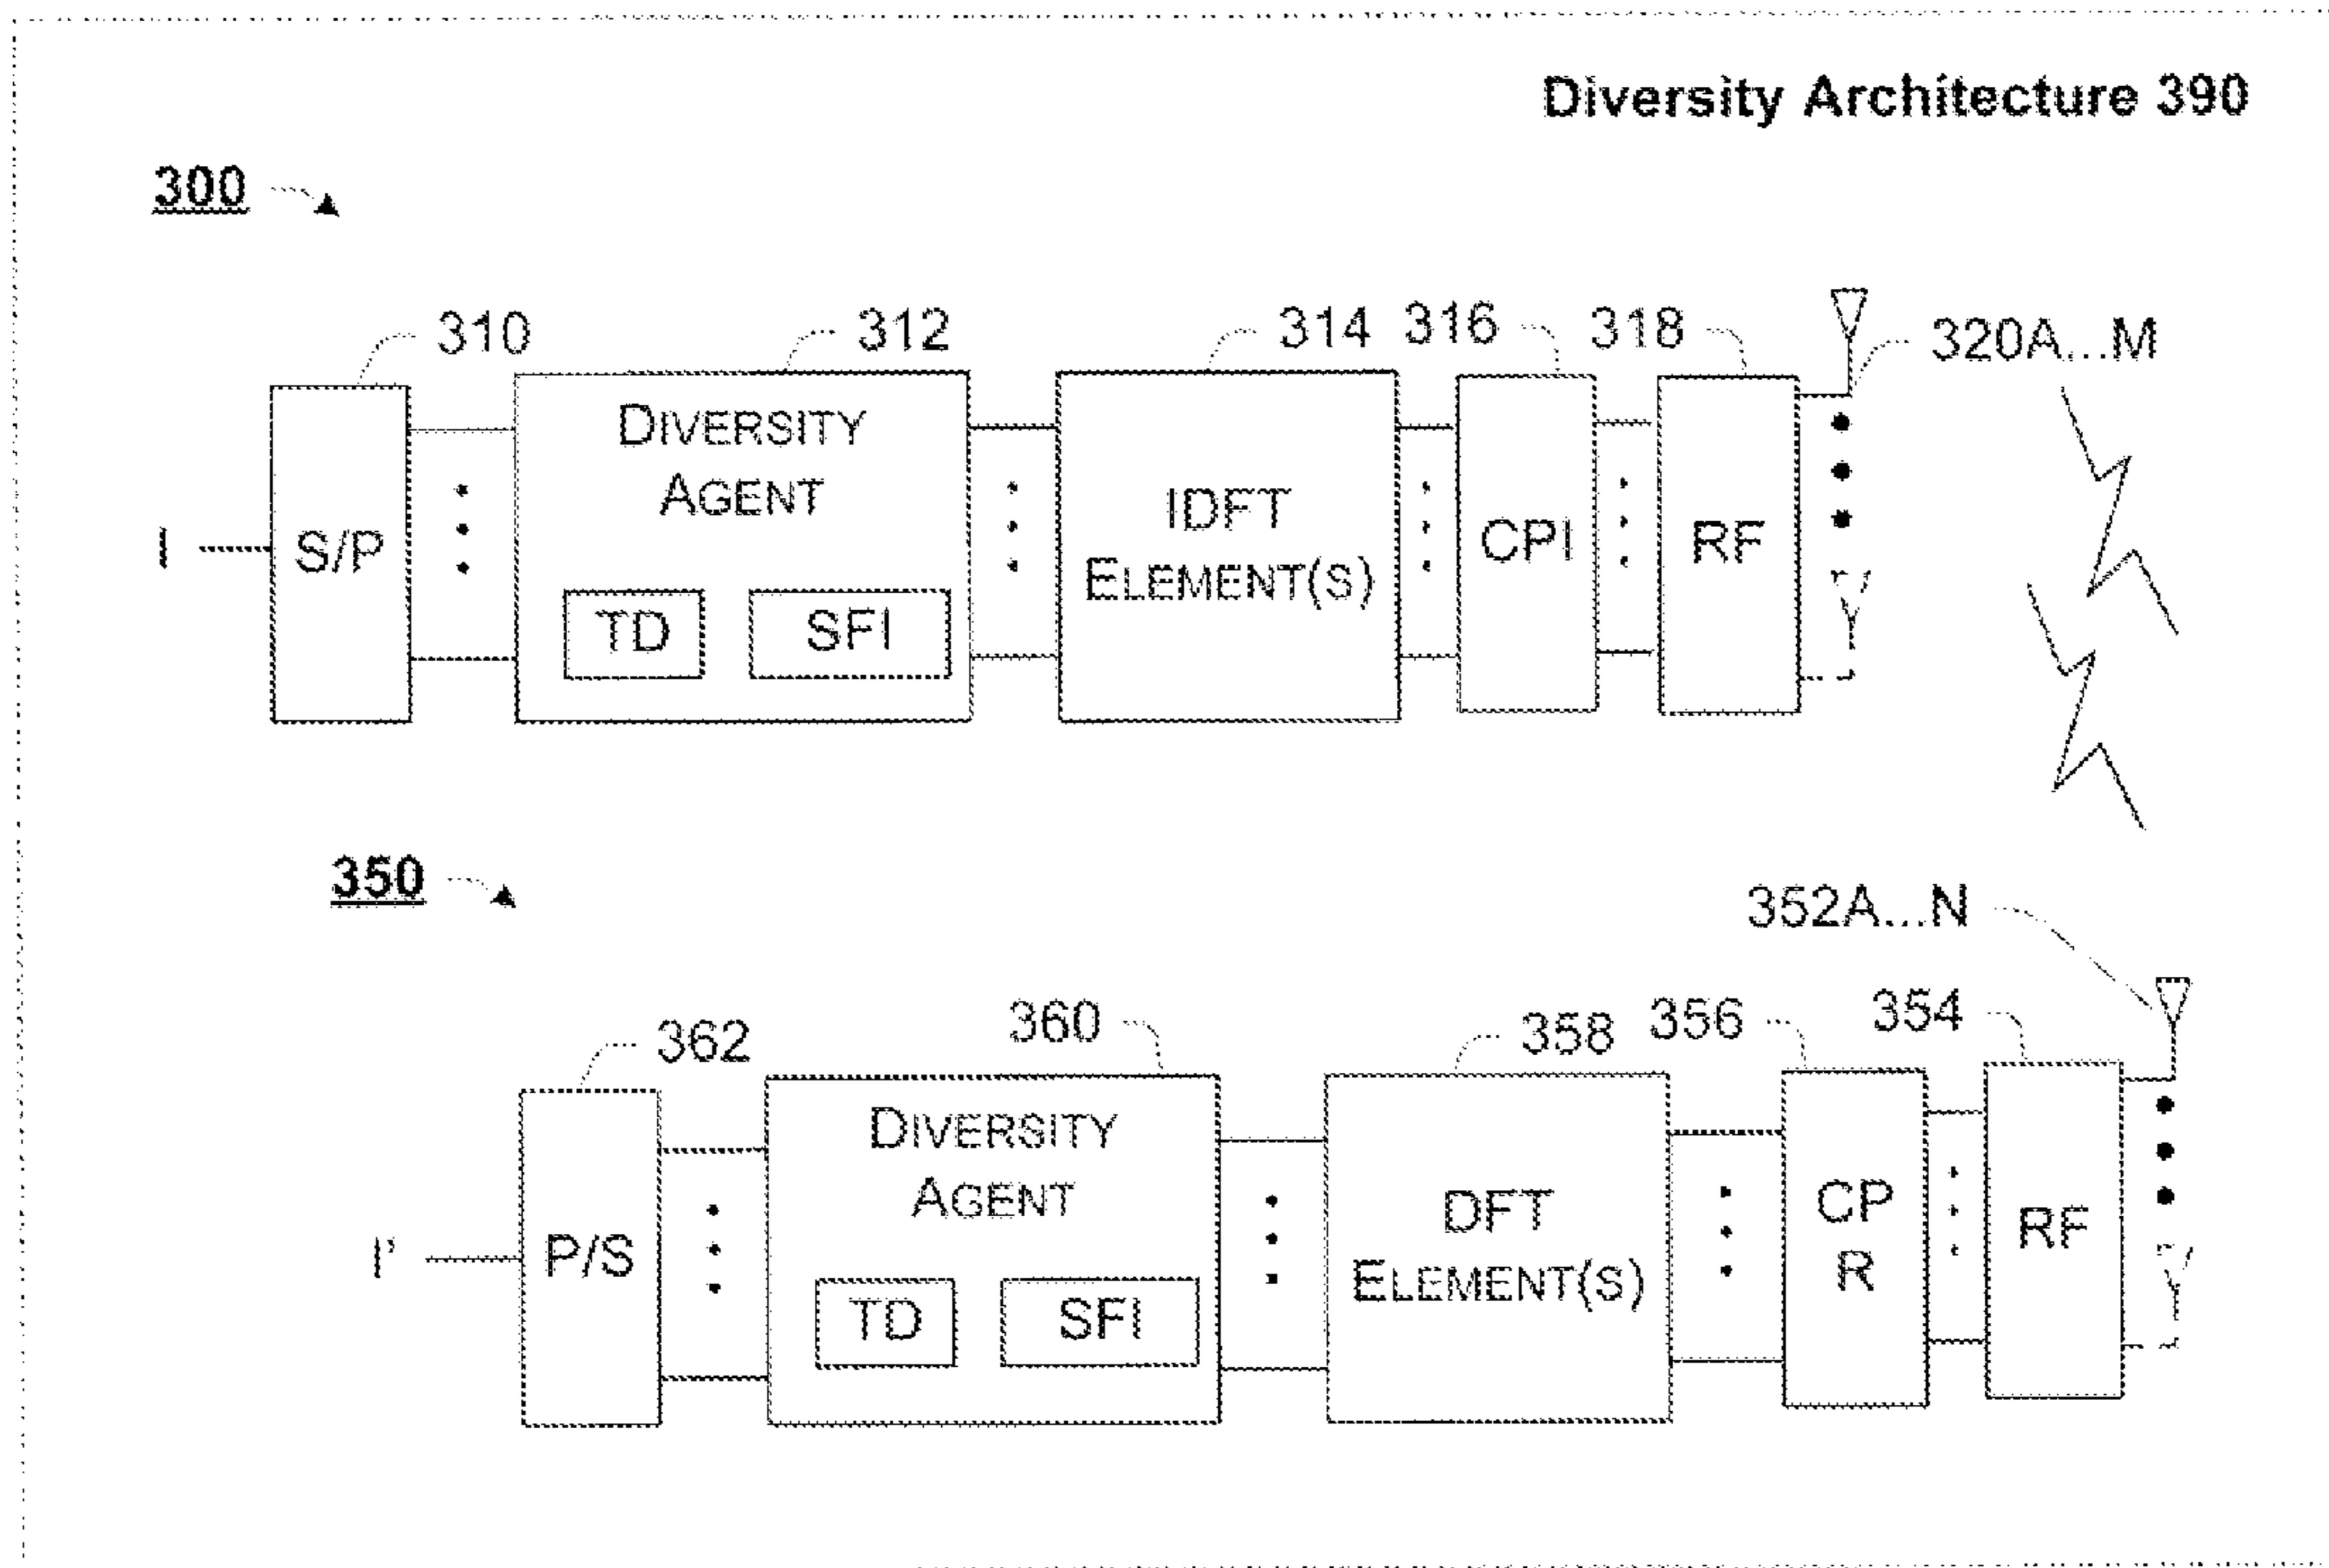 Diversity Architecture 390
300
310
312
314
316
318
320A...M
I
S/P
DIVERSITY
AGENT
TD
SFI
IDFT
ELEMENT(S)
CPI
RF
350
352A...N
362
360
358
356
354
I'
P/S
DIVERSITY
AGENT
TD
SFI
DFT
ELEMENT(S)
CP
R
RF